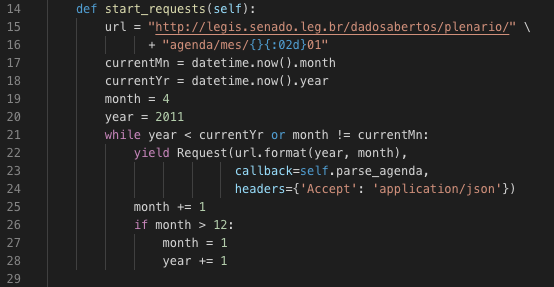 14 def start_requests(self):
15 url = "http://legis.senado.leg.br/dadosabertos/plenario/" \
16 + "agenda/mes/{}{:02d}01"
17 currentMn = datetime.now().month
18 currentYr = datetime.now().year
19 month = 4
20 year = 2011
21 while year < currentYr or month != currentMn:
22 yield Request(url.format(year, month),
23 callback=self.parse_agenda,
24 headers={'Accept': 'application/json'})
25 month += 1
26 if month > 12:
27 month = 1
28 year += 1
29